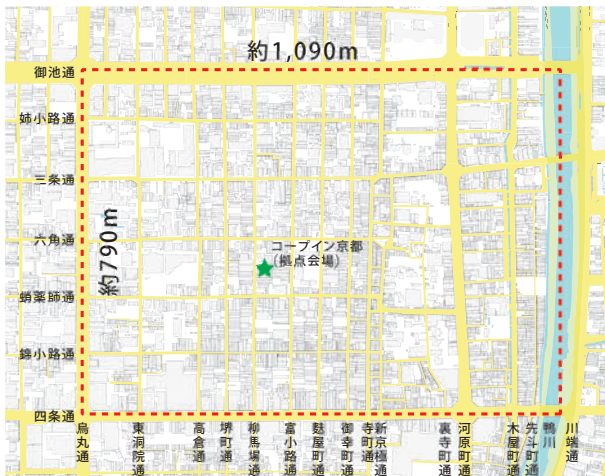 約1,090m
御池通
姉小路通
三条通
六角通
蛸薬師通
錦小路通
四条通
約790m
コープイン京都
(拠点会場)
烏丸通
東洞院通
高倉通
堺町通
柳馬場通
富小路通
麩屋町通
御幸町通
寺町通
新京極通
裏寺町通
河原町通
木屋町通
先斗町通
鴨川
川端通